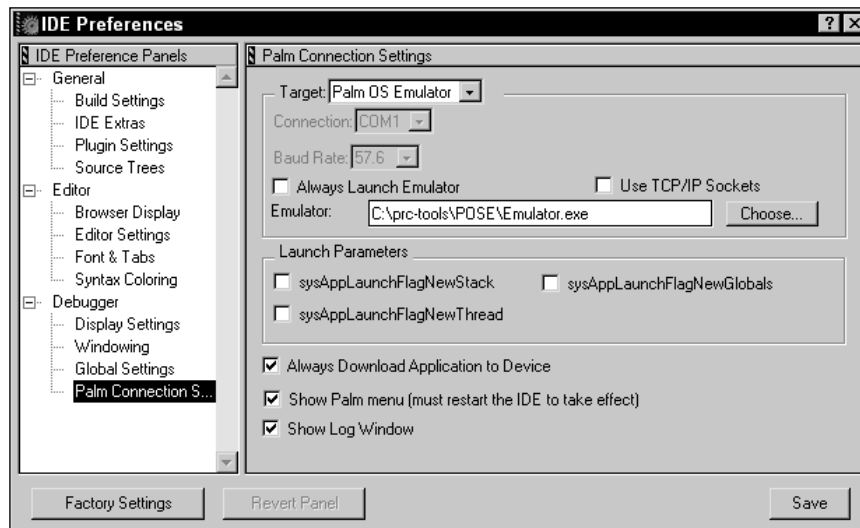 IDE Preferences
IDE Preference Panels
General
Build Settings
IDE Extras
Plugin Settings
Source Trees
Editor
Browser Display
Editor Settings
Font & Tabs
Syntax Coloring
Debugger
Display Settings
Windowing
Global Settings
Palm Connection S...
Palm Connection Settings
Target: Palm OS Emulator
Connection: COM1
Baud Rate: 57.6
Always Launch Emulator Use TCP/IP Sockets
Emulator: C:\prc-tools\POSE\Emulator.exe Choose...
Launch Parameters
sysAppLaunchFlagNewStack sysAppLaunchFlagNewGlobals
sysAppLaunchFlagNewThread
Always Download Application to Device
Show Palm menu (must restart the IDE to take effect)
Show Log Window
Factory Settings Revert Panel Save